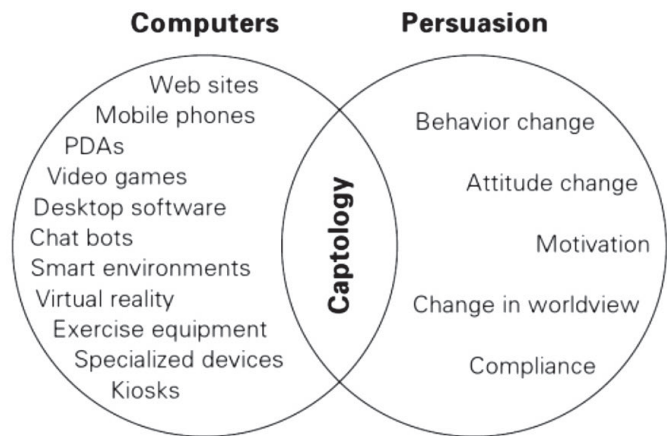 Computers
Persuasion
Web sites
Mobile phones
PDAs
Video games
Desktop software
Chat bots
Smart environments
Virtual reality
Exercise equipment
Specialized devices
Kiosks
Captology
Behavior change
Attitude change
Motivation
Change in worldview
Compliance